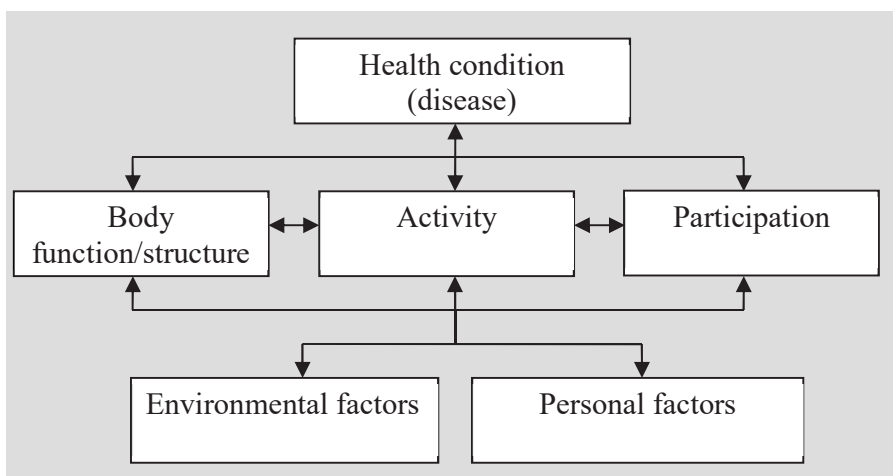 Health condition
(disease)
Body
function/structure
Activity
Participation
Environmental factors
Personal factors